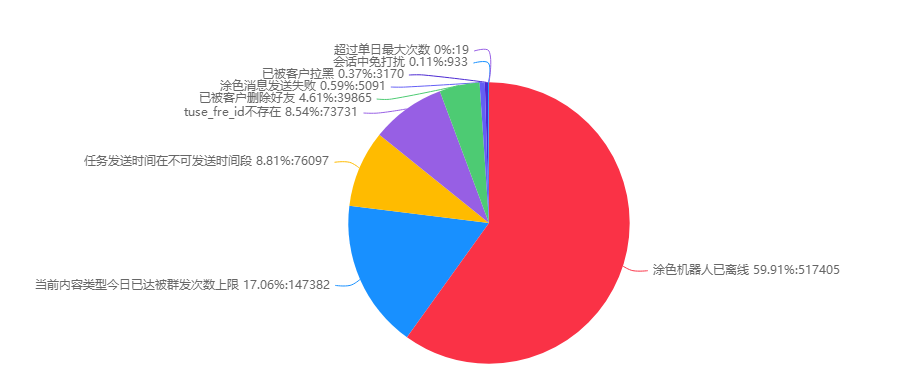 超过单日最大次数 0%:19
会话中免打扰 0.11%:933
已被客户拉黑 0.37%:3170
涂色消息发送失败 0.59%:5091
已被客户删除好友 4.61%:39865
tuse_fre_id不存在 8.54%:73731
任务发送时间在不可发送时间段 8.81%:76097
涂色机器人已离线 59.91%:517405
当前内容类型今日已达被群发次数上限 17.06%:147382